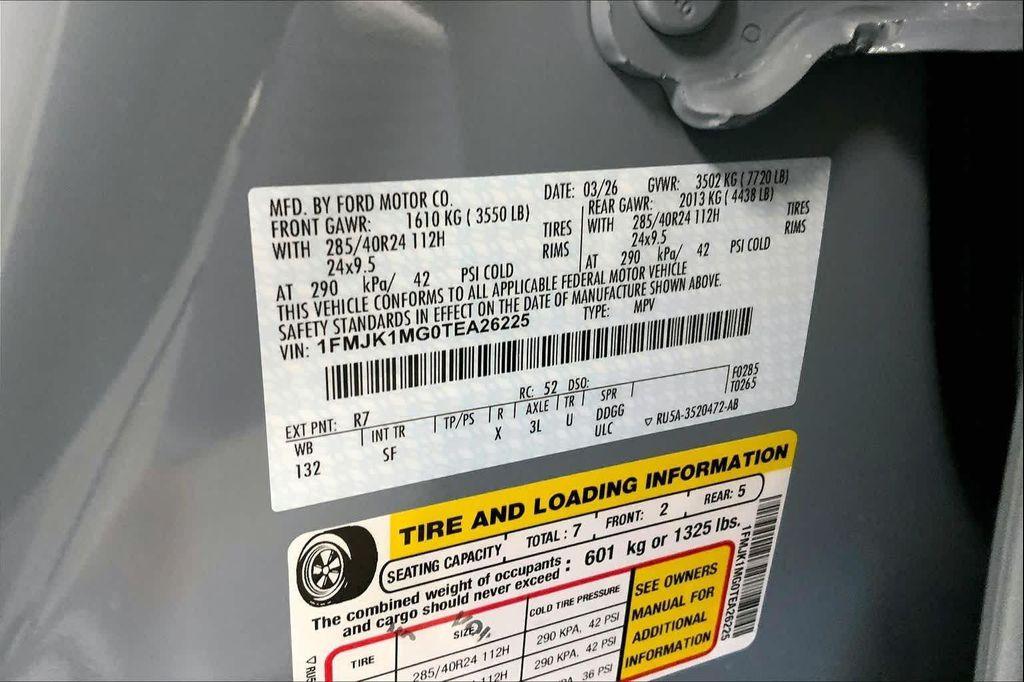 MFD. BY FORD MOTOR CO. DATE: 03/26 GVWR: 3502 KG ( 7720 LB)
FRONT GAWR: 1610 KG ( 3550 LB) REAR GAWR: 2013 KG ( 4438 LB)
WITH 285/40R24 112H TIRES WITH 285/40R24 112H TIRES
24x9.5 RIMS 24x9.5 RIMS
AT 290 kPa/ 42 PSI COLD AT 290 kPa/ 42 PSI COLD
THIS VEHICLE CONFORMS TO ALL APPLICABLE FEDERAL MOTOR VEHICLE
SAFETY STANDARDS IN EFFECT ON THE DATE OF MANUFACTURE SHOWN ABOVE.
VIN: 1FMJK1MG0TEA26225 TYPE: MPV
F0285
T0265
EXT PNT: R7 RC: 52 DSO:
WB INT TR TP/PS R AXLE TR SPR
132 SF X 3L U DDGG
ULC ▽ RU5A-3520472-AB
TIRE AND LOADING INFORMATION
SEATING CAPACITY TOTAL : 7 FRONT: 2 REAR: 5
The combined weight of occupants
and cargo should never exceed : 601 kg or 1325 lbs.
TIRE SIZE COLD TIRE PRESSURE
285/40R24 112H 290 KPA, 42 PSI
112H 290 KPA, 42 PSI
36 PSI
SEE OWNERS
MANUAL FOR
ADDITIONAL
INFORMATION
1FMJK1MG0TEA26225
▽ RU5